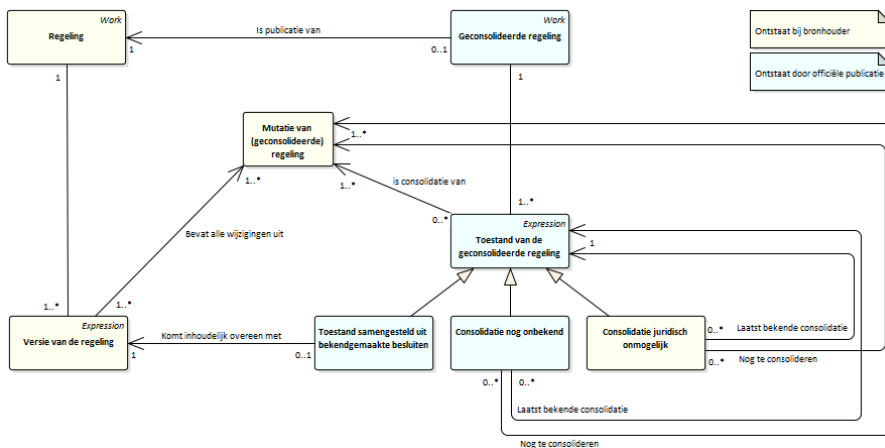 Work
Regeling
Is publicatie van
1
0..1
Work
Geconsolideerde regeling
Ontstaat bij bronhouder
Ontstaat door officiële publicatie
1
1
Mutatie van
(geconsolideerde)
regeling
1..*
1..*
1..*
1..*
is consolidatie van
0..*
1..*
Expression
Toestand van de
geconsolideerde regeling
1
1
Bevat alle wijzigingen uit
1..*
1..*
Expression
Versie van de regeling
1
Komt inhoudelijk overeen met
0..1
Toestand samengesteld uit
bekendgemaakte besluiten
Consolidatie nog onbekend
Consolidatie juridisch
onmogelijk
0..*
Laatst bekende consolidatie
0..*
Nog te consolideren
0..*
0..*
Laatst bekende consolidatie
Nog te consolideren